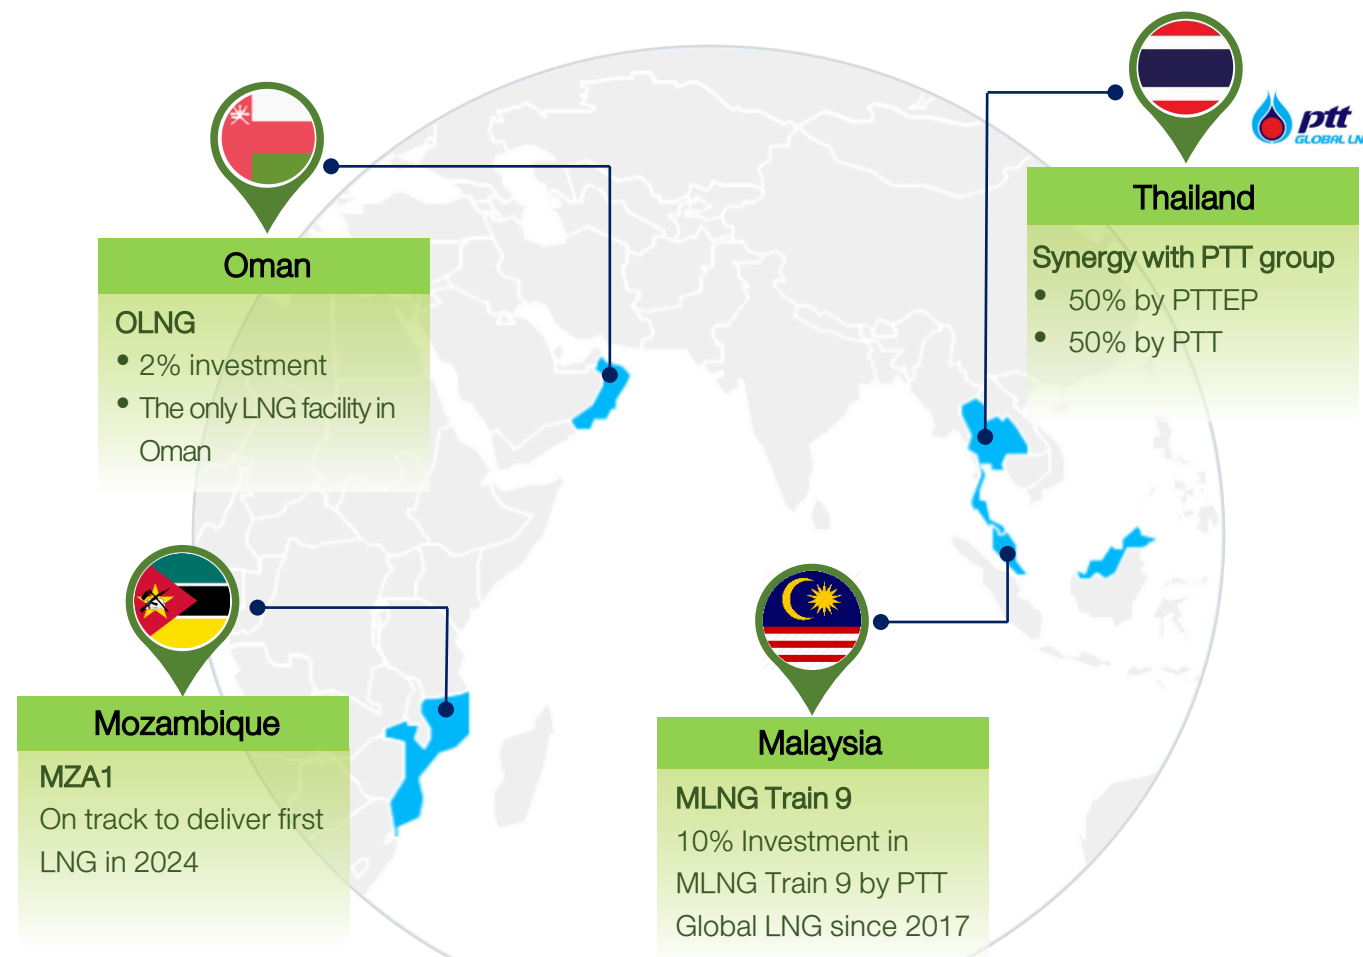 ptt
GLOBAL LN
Thailand
Synergy with PTT group
• 50% by PTTEP
• 50% by PTT
Oman
OLNG
• 2% investment
• The only LNG facility in
Oman
Mozambique
MZA1
On track to deliver first
LNG in 2024
Malaysia
MLNG Train 9
10% Investment in
MLNG Train 9 by PTT
Global LNG since 2017